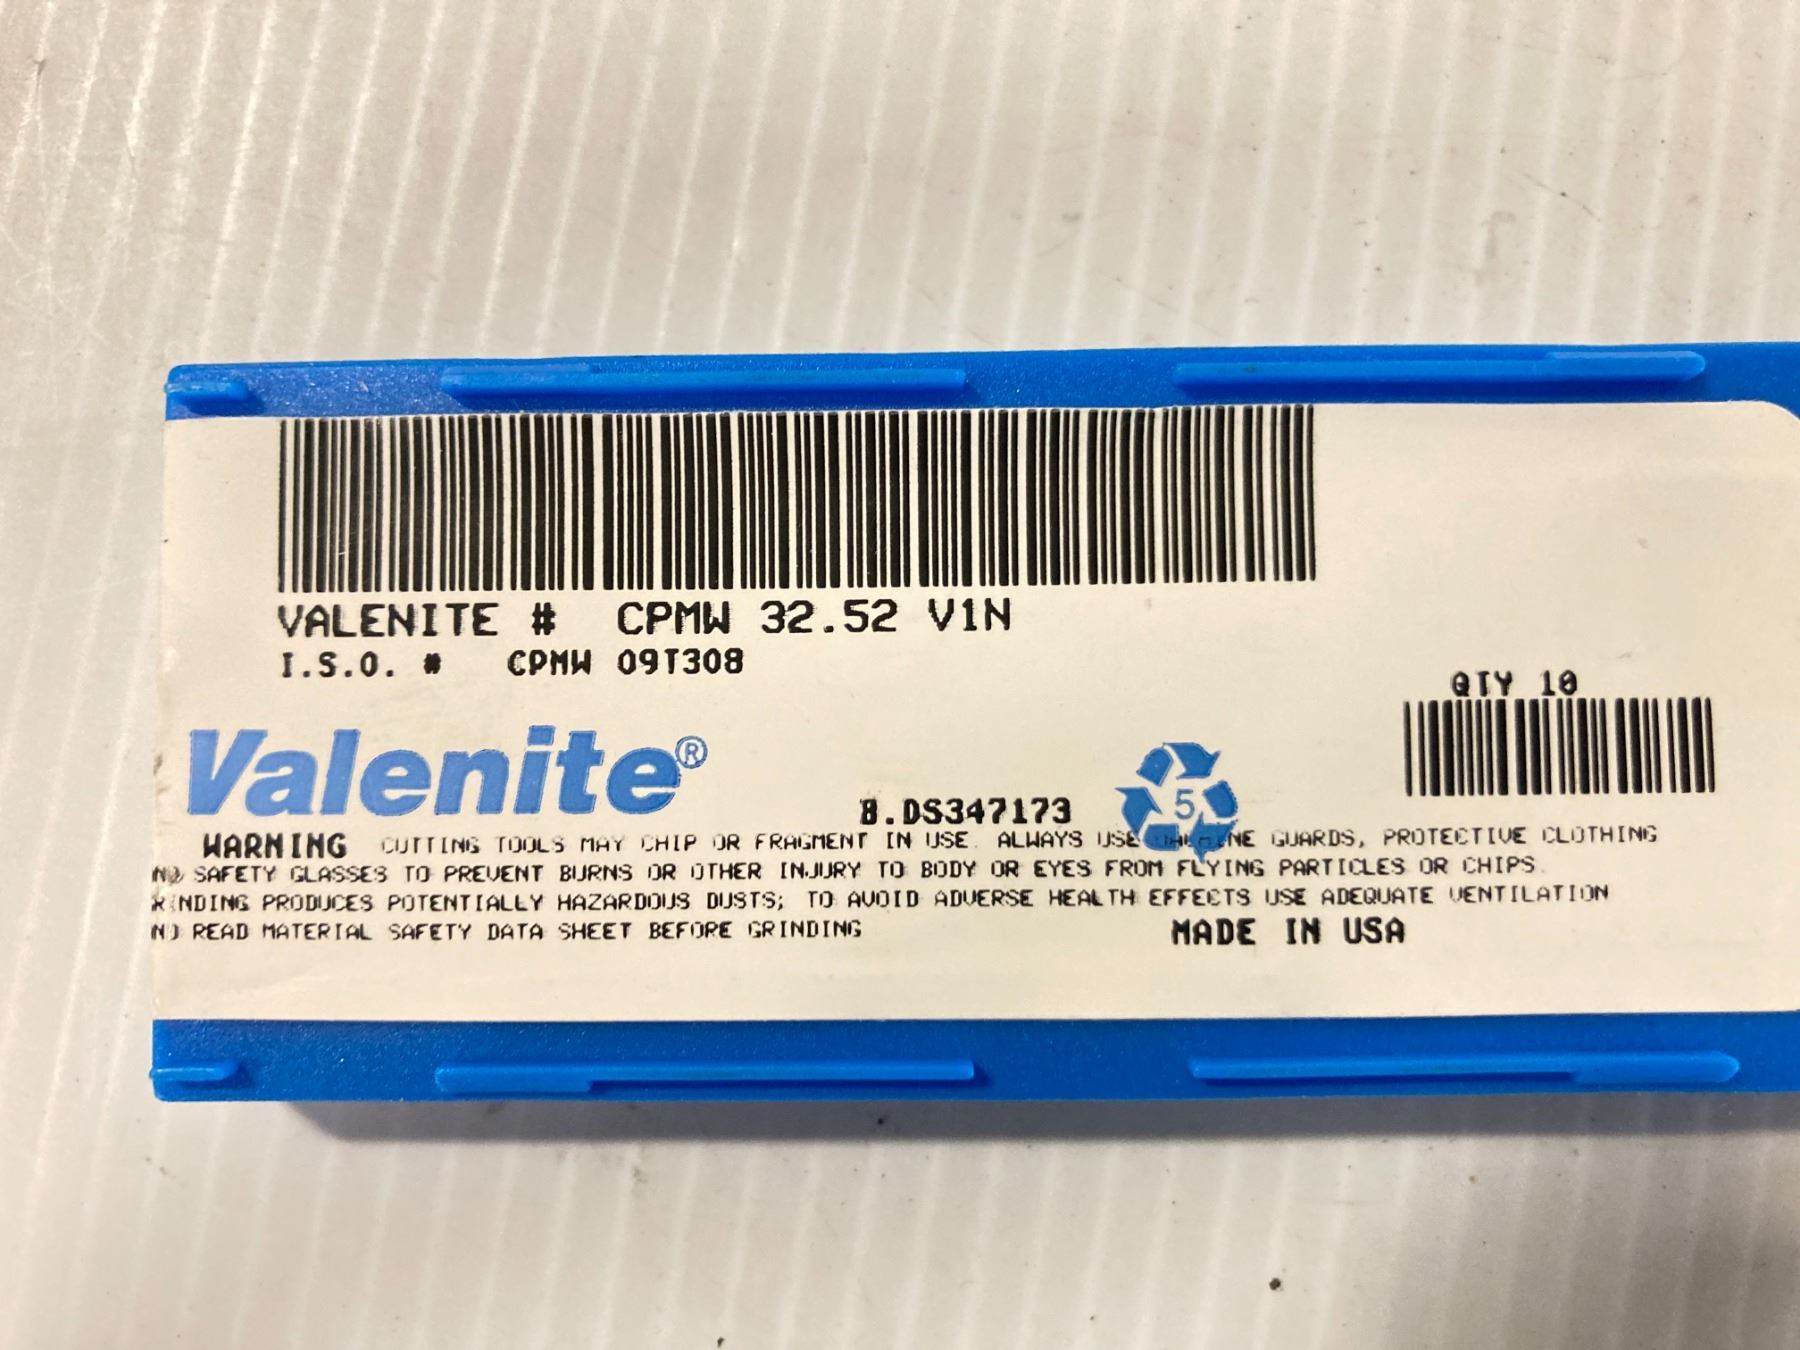 VALENITE # CPMW 32.52 V1N
I.S.O. # CPMW 09T308
QTY 10
Valenite®
8.DS347173
5
WARNING CUTTING TOOLS MAY CHIP OR FRAGMENT IN USE. ALWAYS USE GUARDS, PROTECTIVE CLOTHING
SAFETY GLASSES TO PREVENT BURNS OR OTHER INJURY TO BODY OR EYES FROM FLYING PARTICLES OR CHIPS.
RINDING PRODUCES POTENTIALLY HAZARDOUS DUSTS; TO AVOID ADVERSE HEALTH EFFECTS USE ADEQUATE VENTILATION
READ MATERIAL SAFETY DATA SHEET BEFORE GRINDING
MADE IN USA